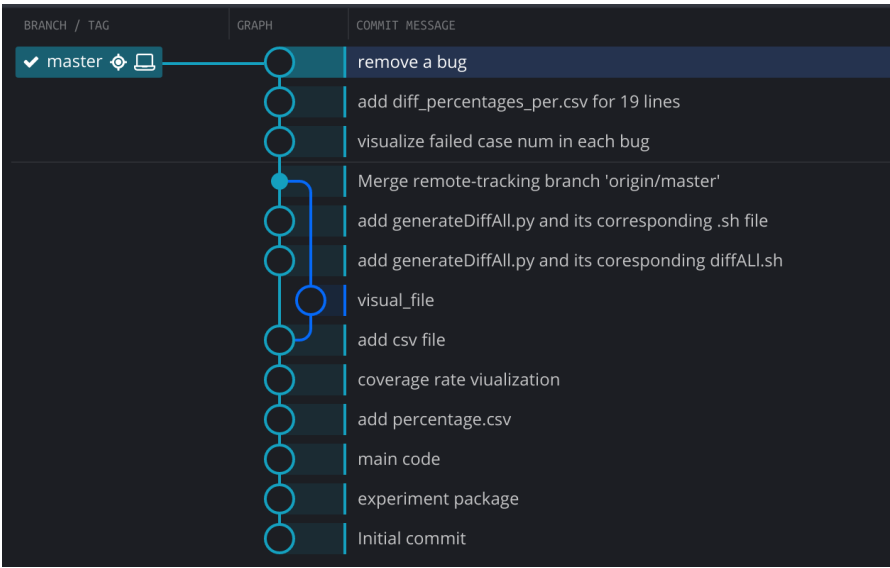 BRANCH / TAG GRAPH COMMIT MESSAGE
master remove a bug
add diff_percentages_per.csv for 19 lines
visualize failed case num in each bug
Merge remote-tracking branch 'origin/master'
add generateDiffAll.py and its corresponding .sh file
add generateDiffAll.py and its coresponding diffALl.sh
visual_file
add csv file
coverage rate viualization
add percentage.csv
main code
experiment package
Initial commit